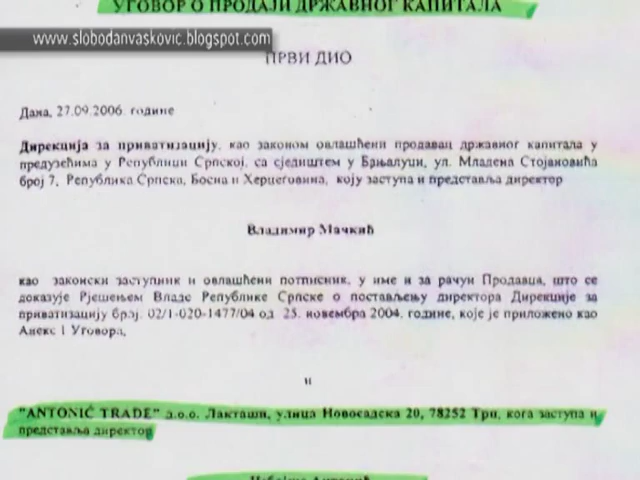 УГОВОР О ПРОДАЈИ ДРЖАВНОГ КАПИТАЛА
www.slobodanvaskovic.blogspot.com
ПРВИ ДИО
Дана, 27.09.2006. године
Дирекција за приватизацију, као законом овлашћени продавац државног капитала у
предузећима у Републици Српској, са сједиштем у Бањалуци, ул. Младена Стојановића
број 7, Република Српска, Босна и Херцеговина, коју заступа и представља директор
Владимир Мачкић
као законски заступник и овлашћени потписник, у име и за рачун Продавца, што се
доказује Рјешењем Владе Републике Српске о постављењу директора Дирекције за
приватизацију број. 02/1-020-1477/04 од 25. новембра 2004. године, које је приложено као
Анекс 1 Уговора,
и
"ANTONIĆ TRADE" д.о.о. Лакташи, улица Новосадска 20, 78252 Трн, кога заступа и
представља директор